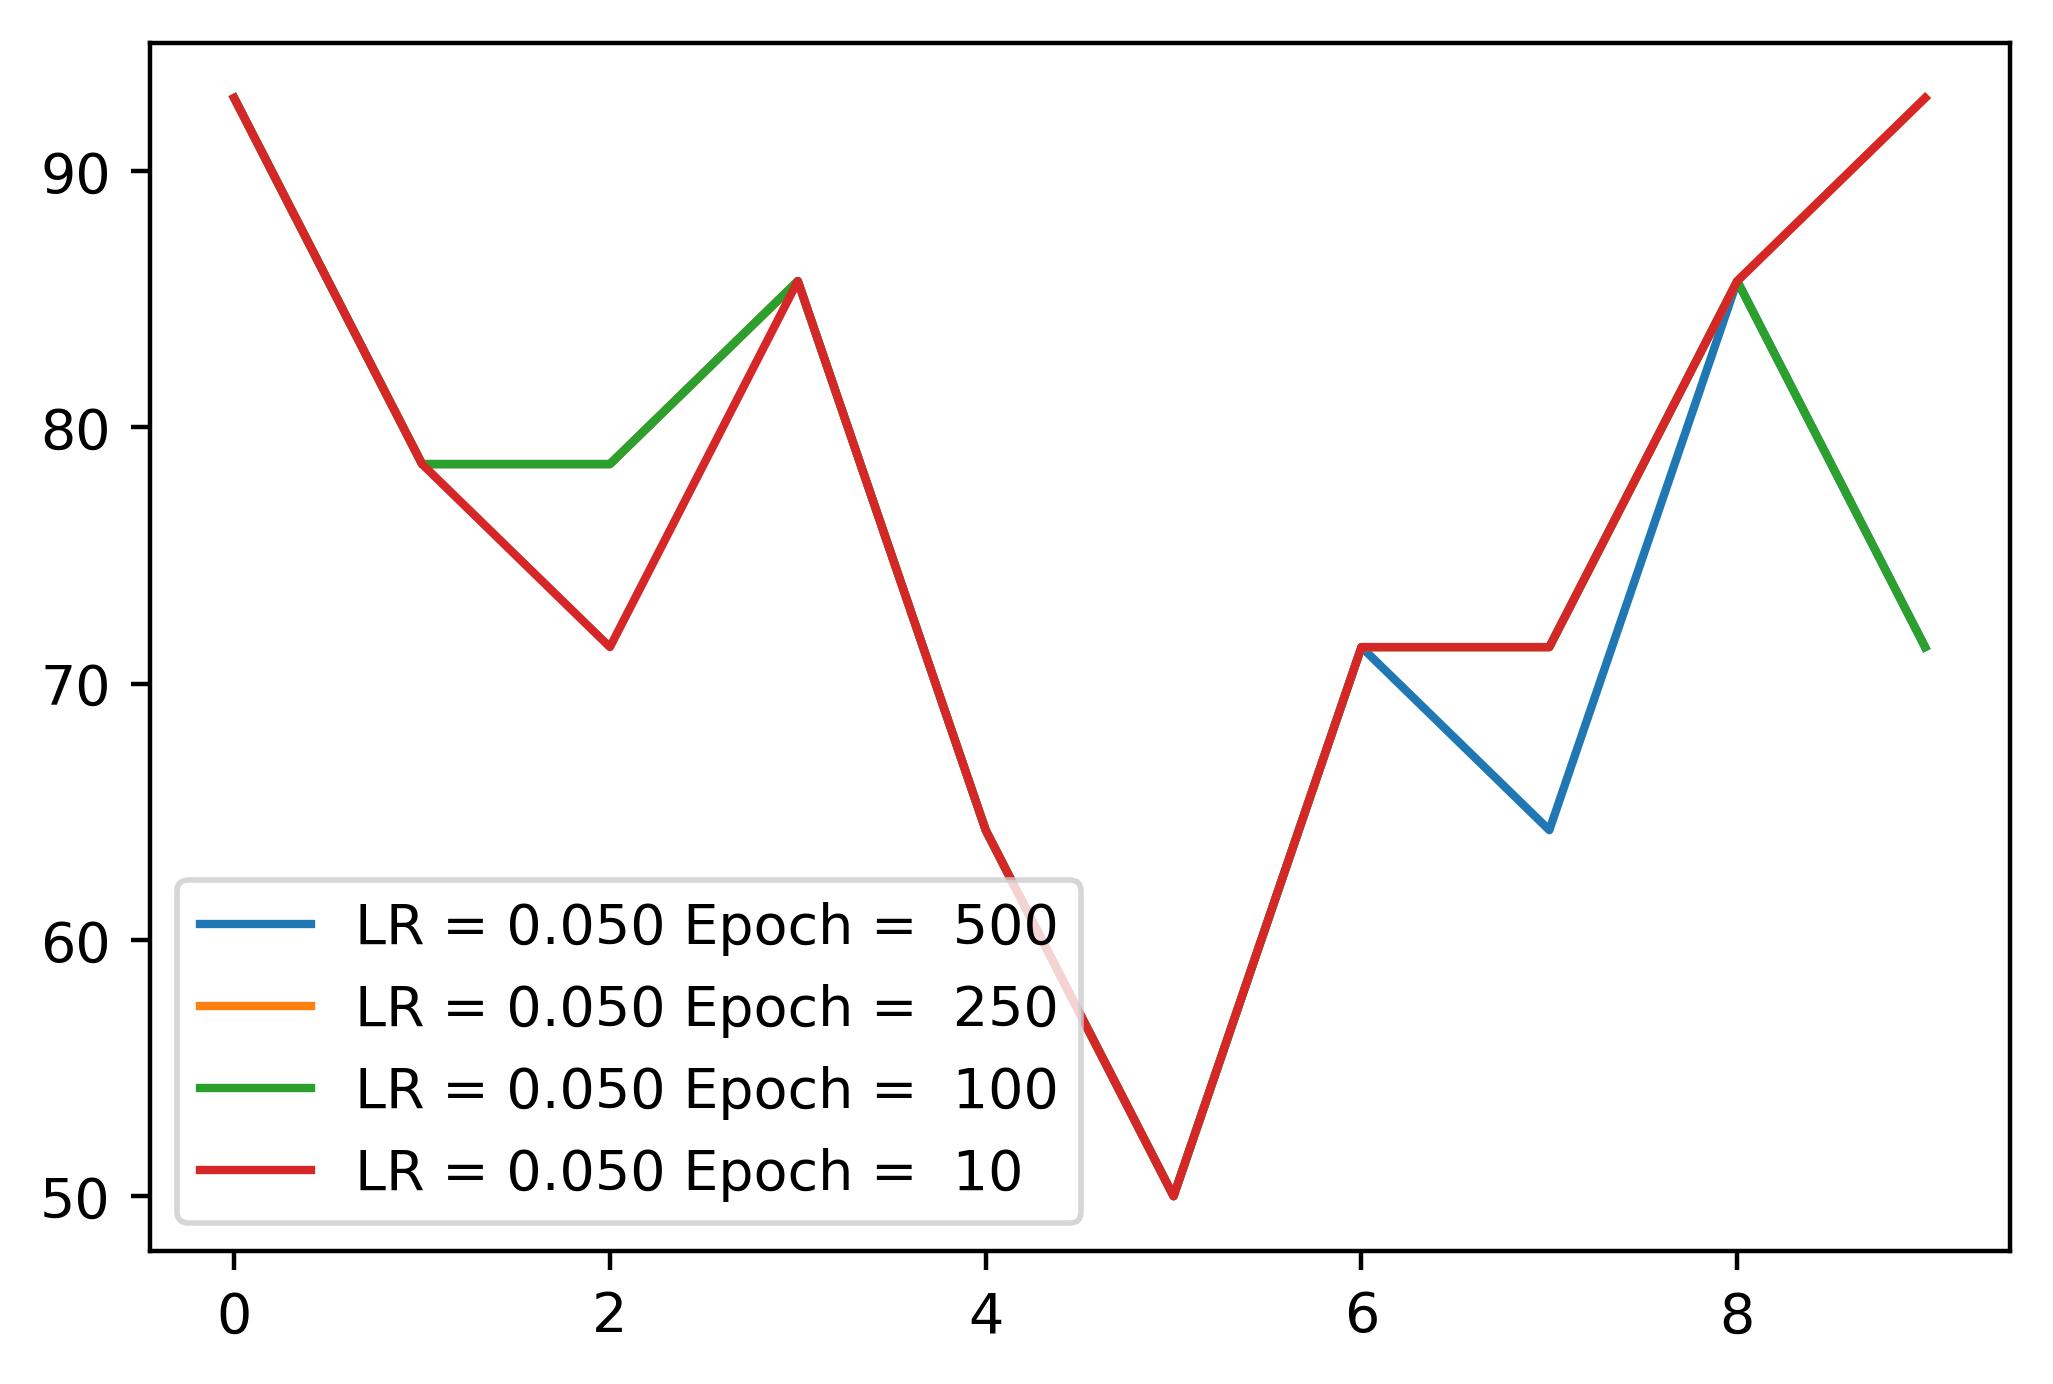 90
80
70
60
50
LR = 0.050 Epoch =  500
LR = 0.050 Epoch =  250
LR = 0.050 Epoch =  100
LR = 0.050 Epoch =  10
0 2 4 6 8